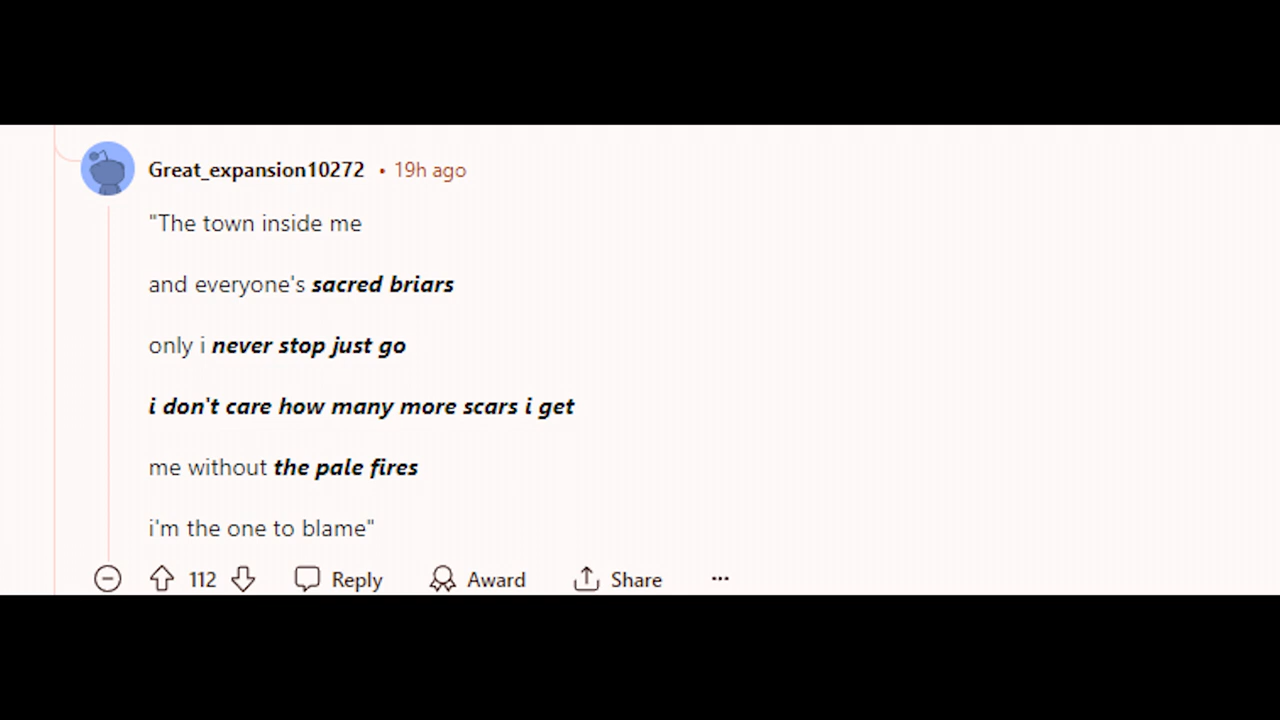 Great_expansion10272 • 19h ago
"The town inside me
and everyone's sacred briars
only i never stop just go
i don't care how many more scars i get
me without the pale fires
i'm the one to blame"
112 Reply Award Share ...